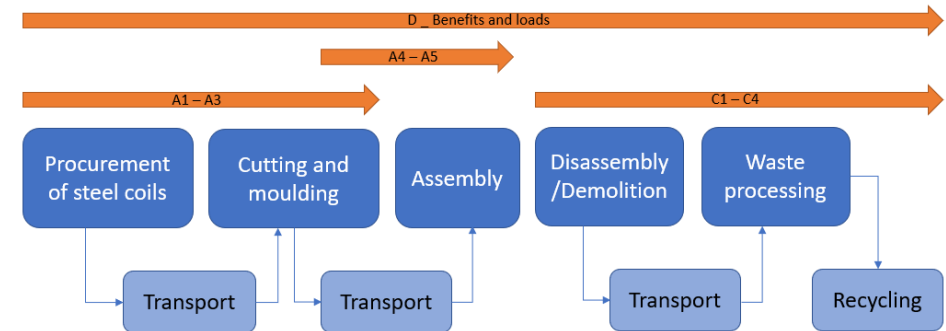 D _ Benefits and loads
A4 – A5
A1 – A3
C1 – C4
Procurement
of steel coils
Cutting and
moulding
Assembly
Disassembly
/Demolition
Waste
processing
Transport
Transport
Transport
Recycling